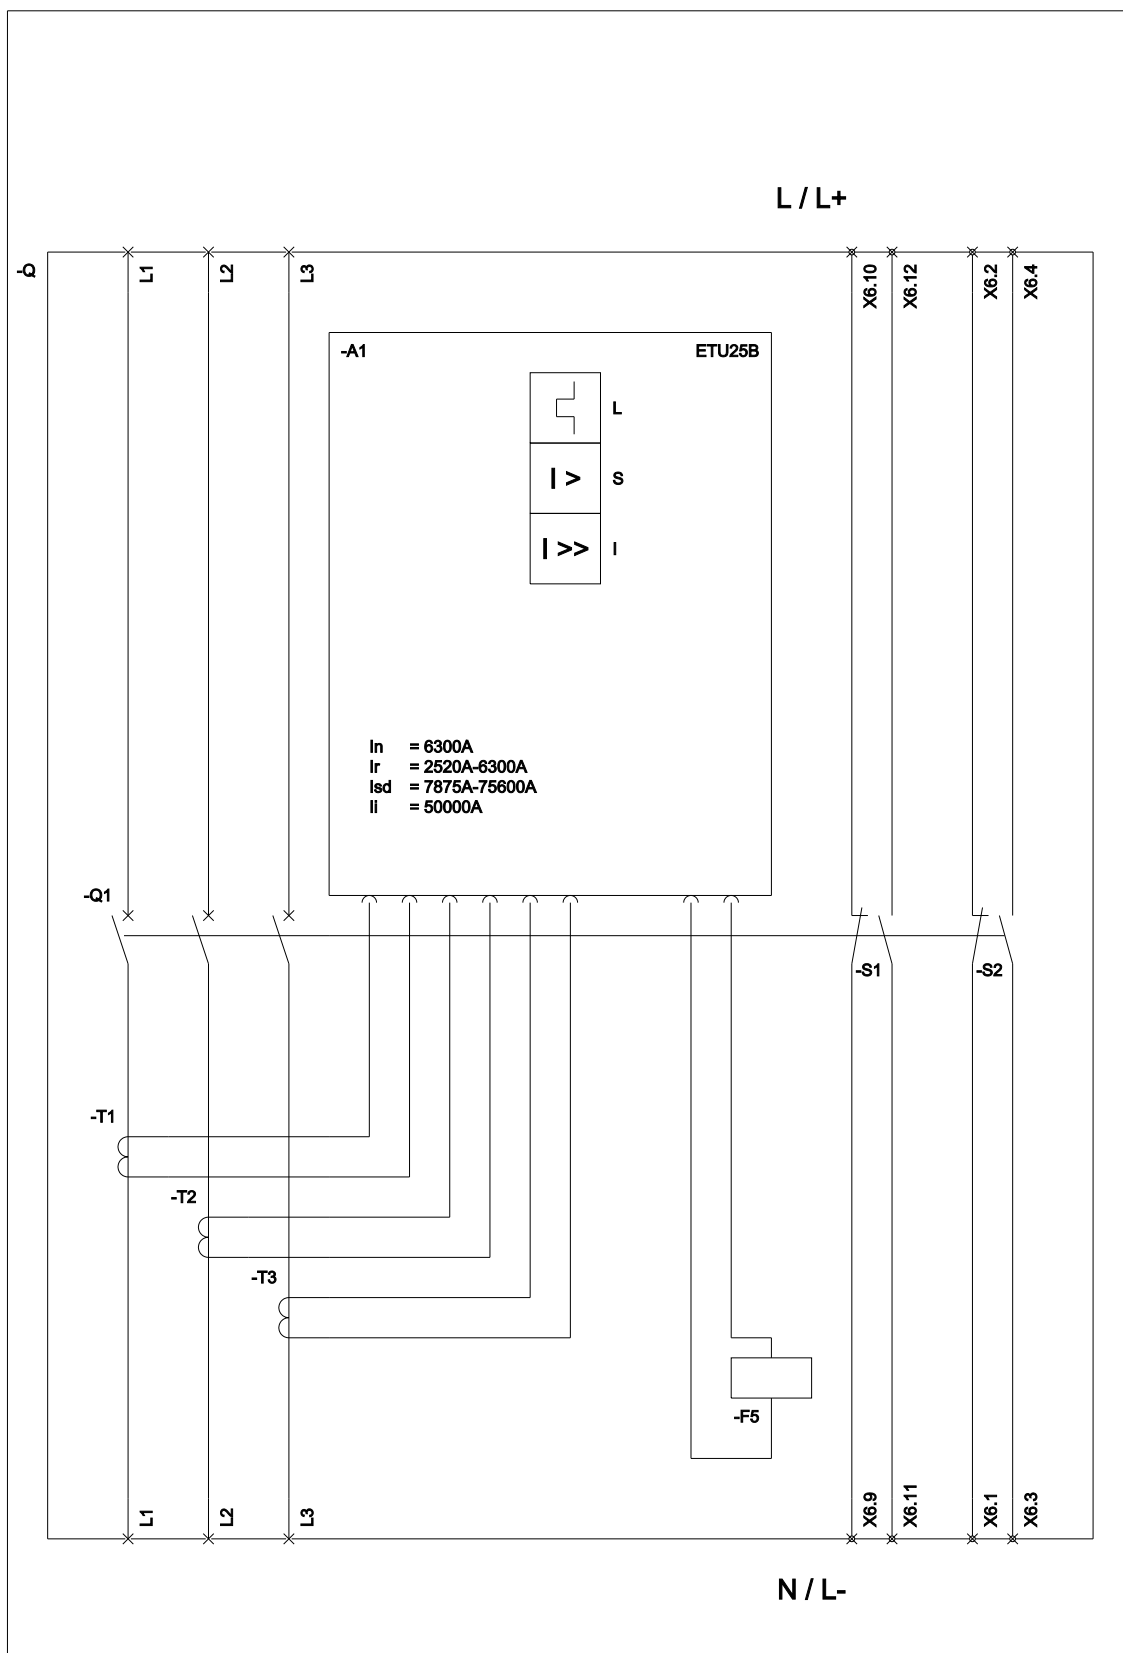 L / L+
-Q
L1
L2
L3
X6.10
X6.12
X6.2
X6.4
-A1
ETU25B
L
I >
S
I >>
I
In = 6300A
Ir = 2520A-6300A
Isd = 7875A-75600A
Ii = 50000A
-Q1
-S1
-S2
-T1
-T2
-T3
-F5
L1
L2
L3
X6.9
X6.11
X6.1
X6.3
N / L-